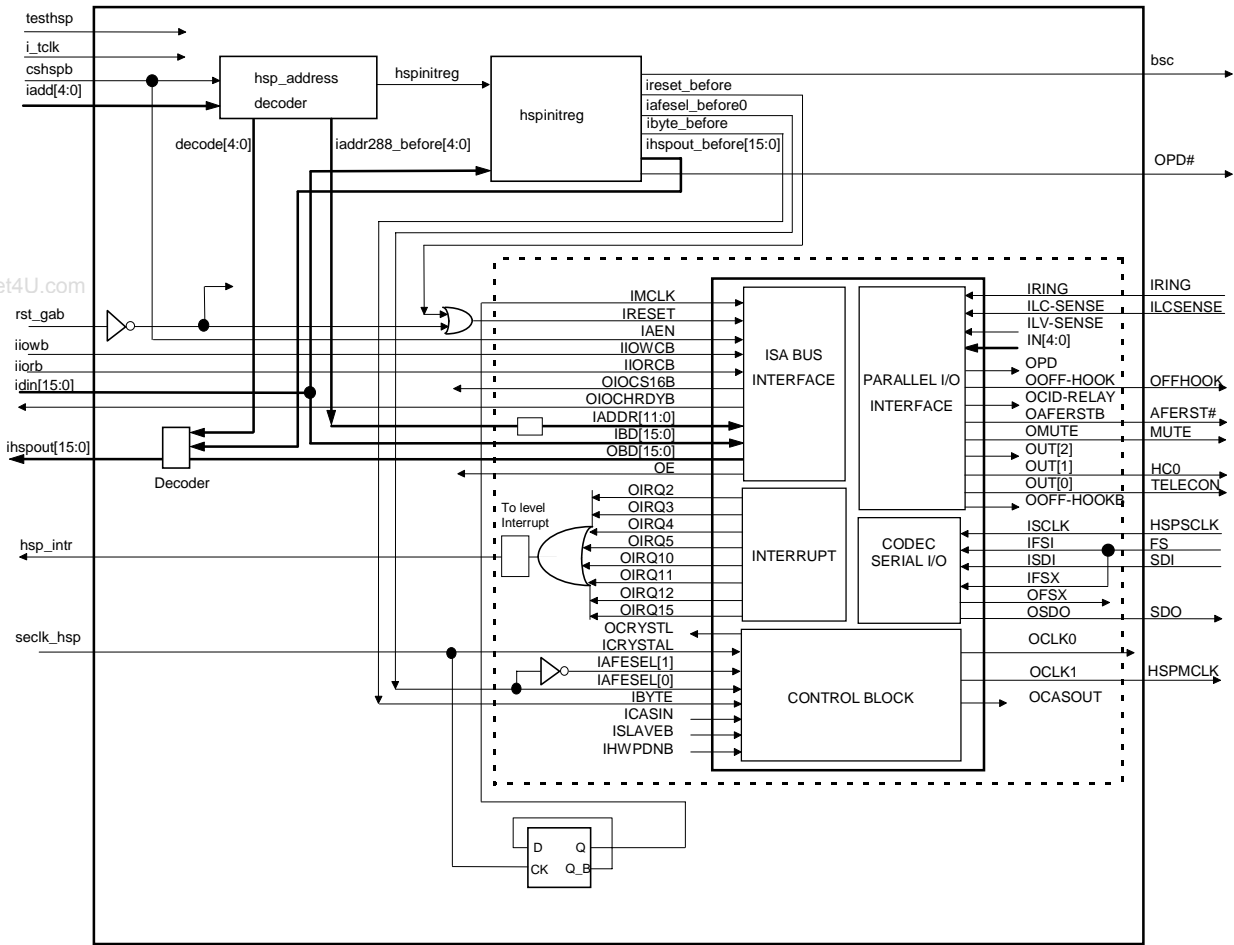 testhsp
i_tclk
cshspb
iadd[4:0]
hsp_address
decoder
hspinitreg
hspinitreg
bsc
ireset_before
iafesel_before0
ibyte_before
ihspout_before[15:0]
decode[4:0]
iaddr288_before[4:0]
OPD#
et4U.com
rst_gab
iiowb
iiorb
idin[15:0]
ihspout[15:0]
Decoder
hsp_intr
seclk_hsp
To level
Interrupt
IMCLK
IRESET
IAEN
IIOWCB
IIORCB
OIOCS16B
OIOCHRDYB
IADDR[11:0]
IBD[15:0]
OBD[15:0]
OE
OIRQ2
OIRQ3
OIRQ4
OIRQ5
OIRQ10
OIRQ11
OIRQ12
OIRQ15
OCRYSTL
ICRYSTAL
IAFESEL[1]
IAFESEL[0]
IBYTE
ICASIN
ISLAVEB
IHWPDNB
ISA BUS
INTERFACE
INTERRUPT
PARALLEL I/O
INTERFACE
CODEC
SERIAL I/O
CONTROL BLOCK
IRING
ILC-SENSE
ILV-SENSE
IN[4:0]
OPD
OOFF-HOOK
OCID-RELAY
OAFERSTB
OMUTE
OUT[2]
OUT[1]
OUT[0]
OOFF-HOOKB
ISCLK
IFSI
ISDI
IFSX
OFSX
OSDO
OCLK0
OCLK1
OCASOUT
IRING
ILCSENSE
OFFHOOK
AFERST#
MUTE
HC0
TELECON
HSPSCLK
FS
SDI
SDO
HSPMCLK
D
Q
CK
Q_B